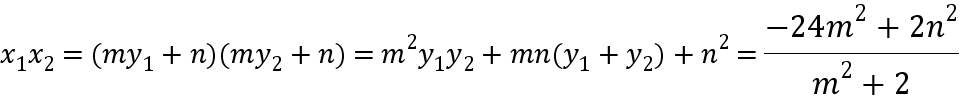 x₁x₂ = (my₁ + n)(my₂ + n) = m²y₁y₂ + mn(y₁ + y₂) + n² = (−24m² + 2n²)/(m² + 2)